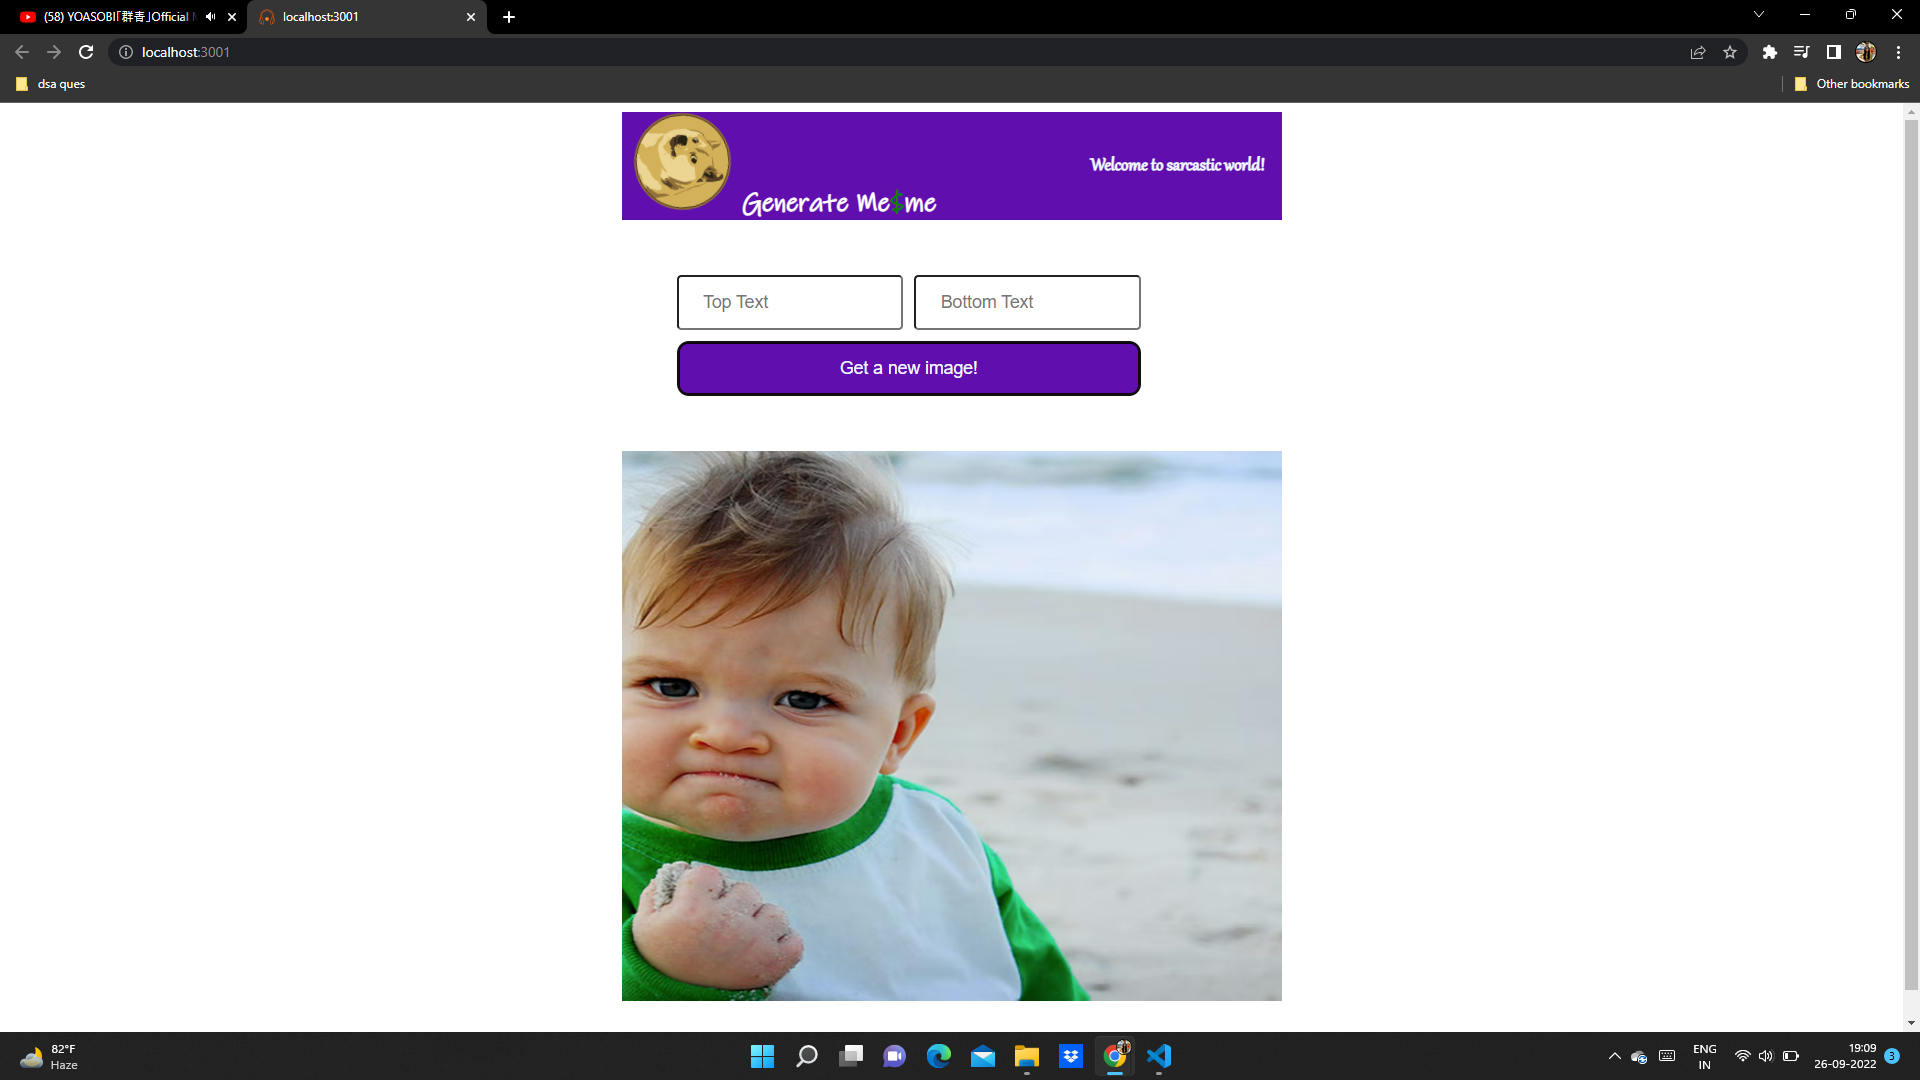 (58) YOASOBI「群青」Official
localhost:3001
localhost:3001
dsa ques
Other bookmarks
Welcome to sarcastic world!
Generate Me$me
Top Text
Bottom Text
Get a new image!
82°F
Haze
ENG
IN
19:09
26-09-2022
3